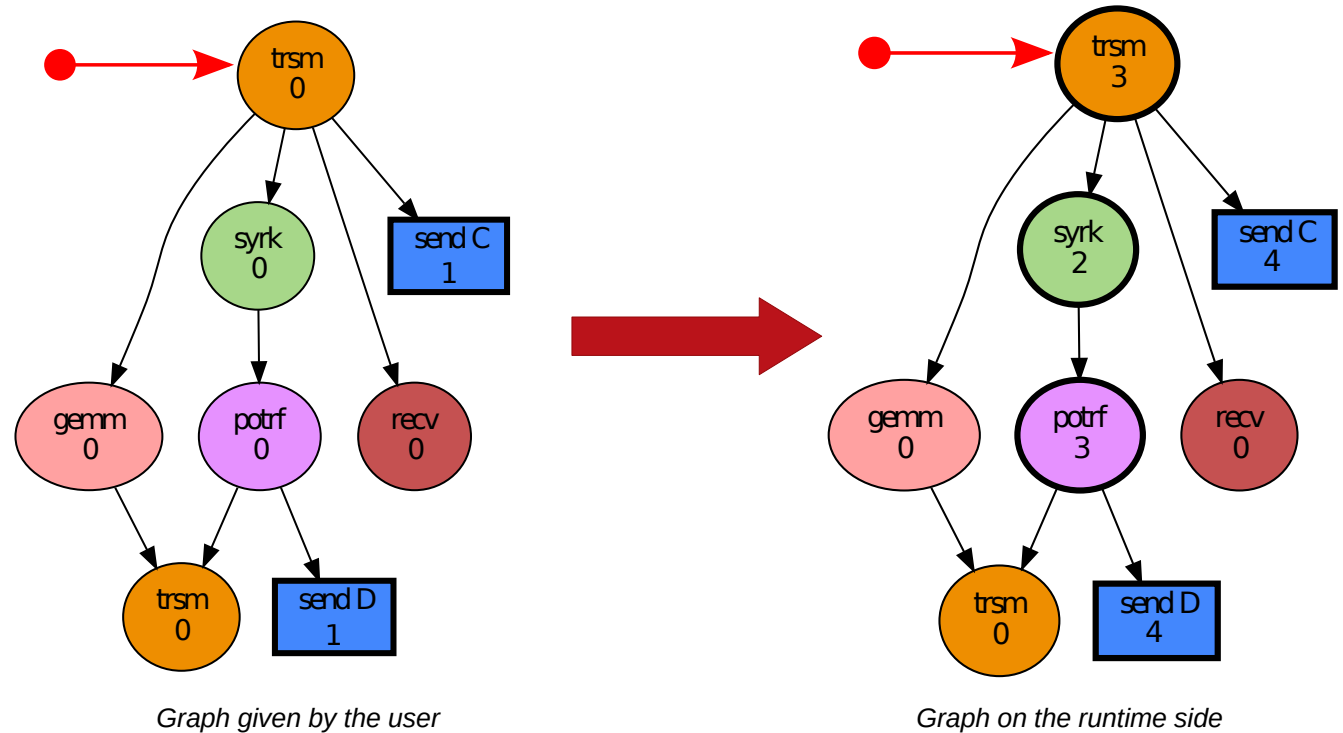 trsm
0
syrk
0
send C
1
gemm
0
potrf
0
recv
0
trsm
0
send D
1
Graph given by the user
trsm
3
syrk
2
send C
4
gemm
0
potrf
3
recv
0
trsm
0
send D
4
Graph on the runtime side